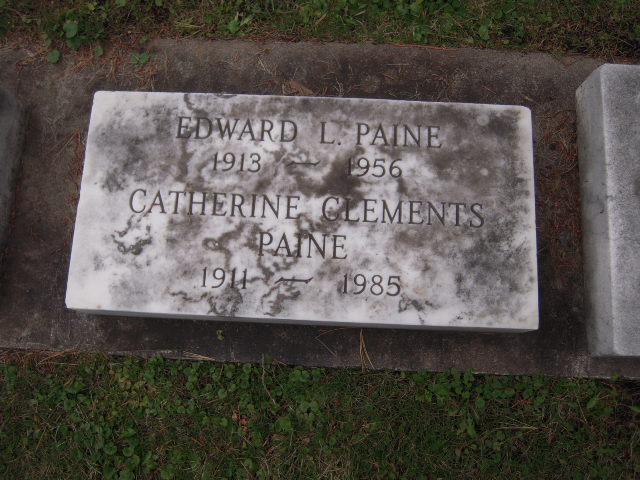 EDWARD L. PAINE
1913 ~ 1956
CATHERINE CLEMENTS
PAINE
1911 ~ 1985